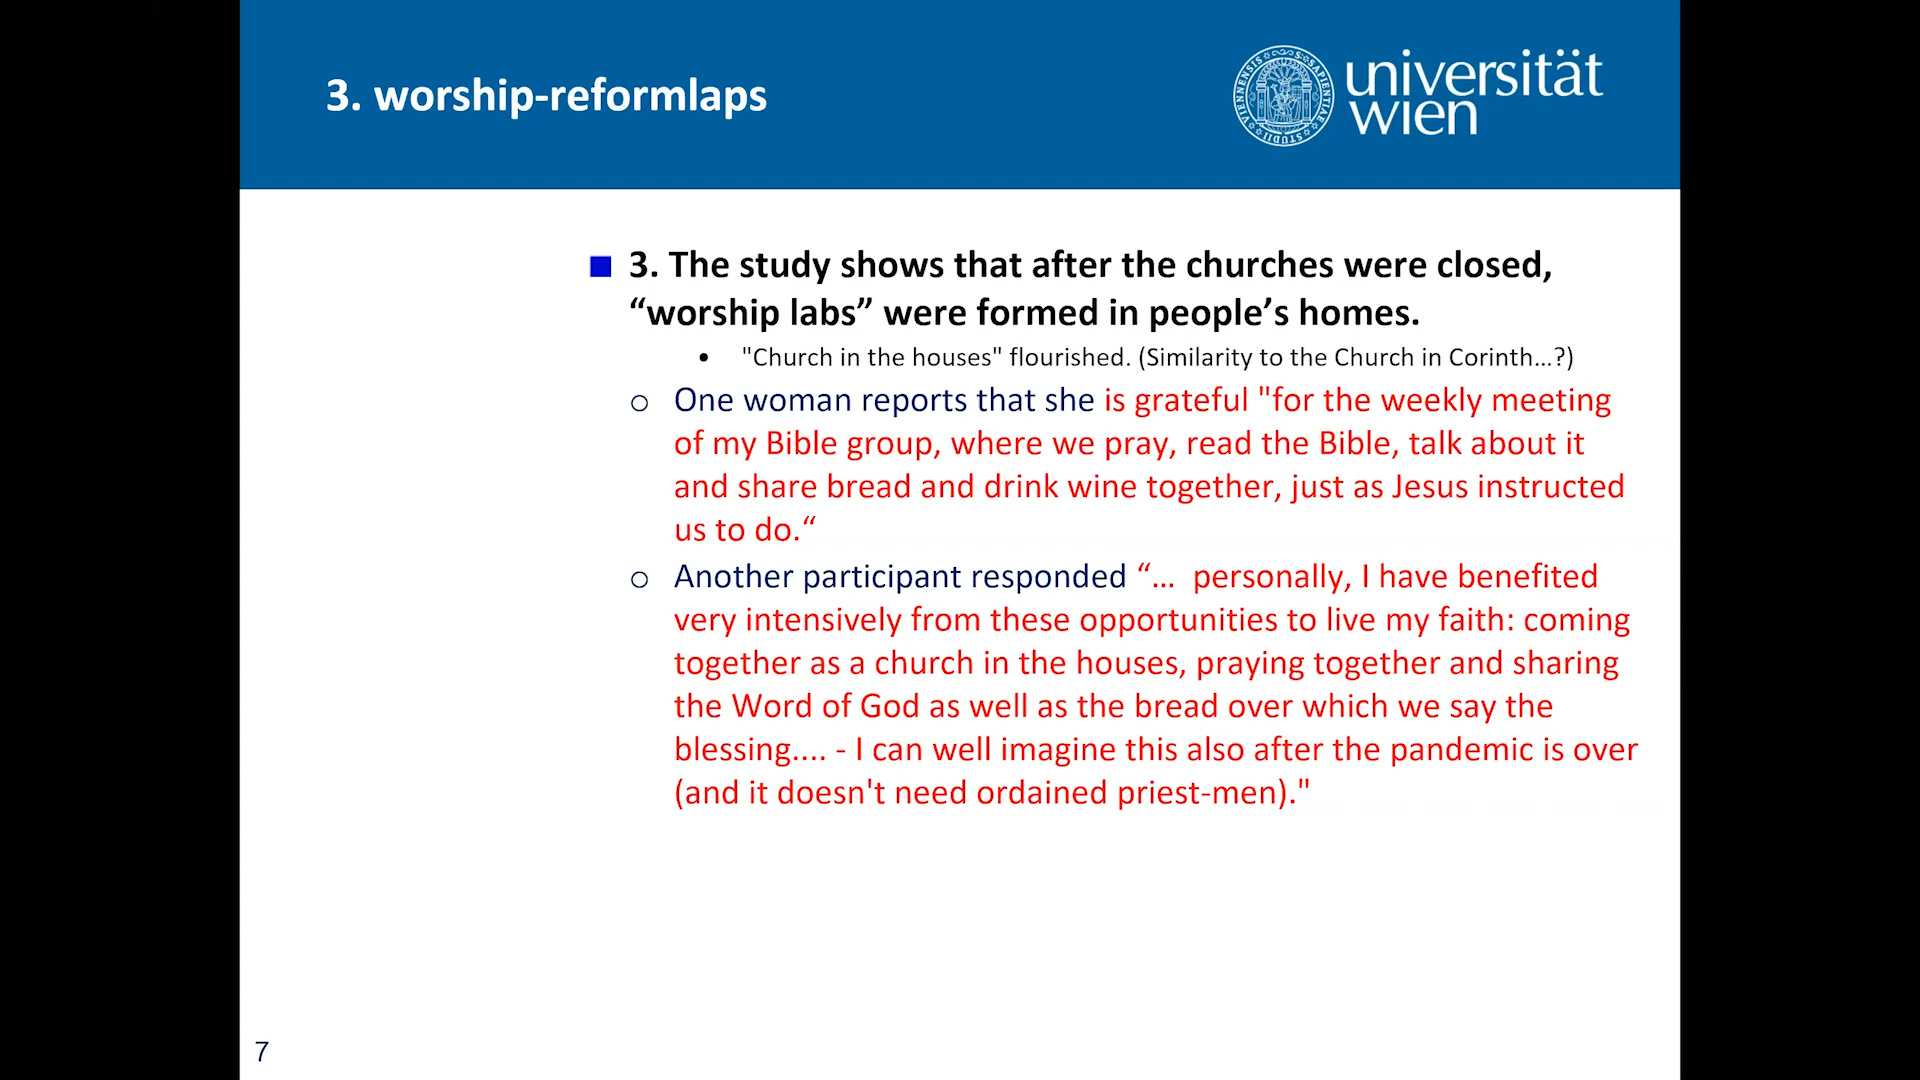 3. worship-reformlaps
universität
wien
■ 3. The study shows that after the churches were closed,
“worship labs” were formed in people’s homes.
• "Church in the houses" flourished. (Similarity to the Church in Corinth...?)
o One woman reports that she is grateful "for the weekly meeting
of my Bible group, where we pray, read the Bible, talk about it
and share bread and drink wine together, just as Jesus instructed
us to do.“
o Another participant responded “... personally, I have benefited
very intensively from these opportunities to live my faith: coming
together as a church in the houses, praying together and sharing
the Word of God as well as the bread over which we say the
blessing.... - I can well imagine this also after the pandemic is over
(and it doesn't need ordained priest-men)."
7